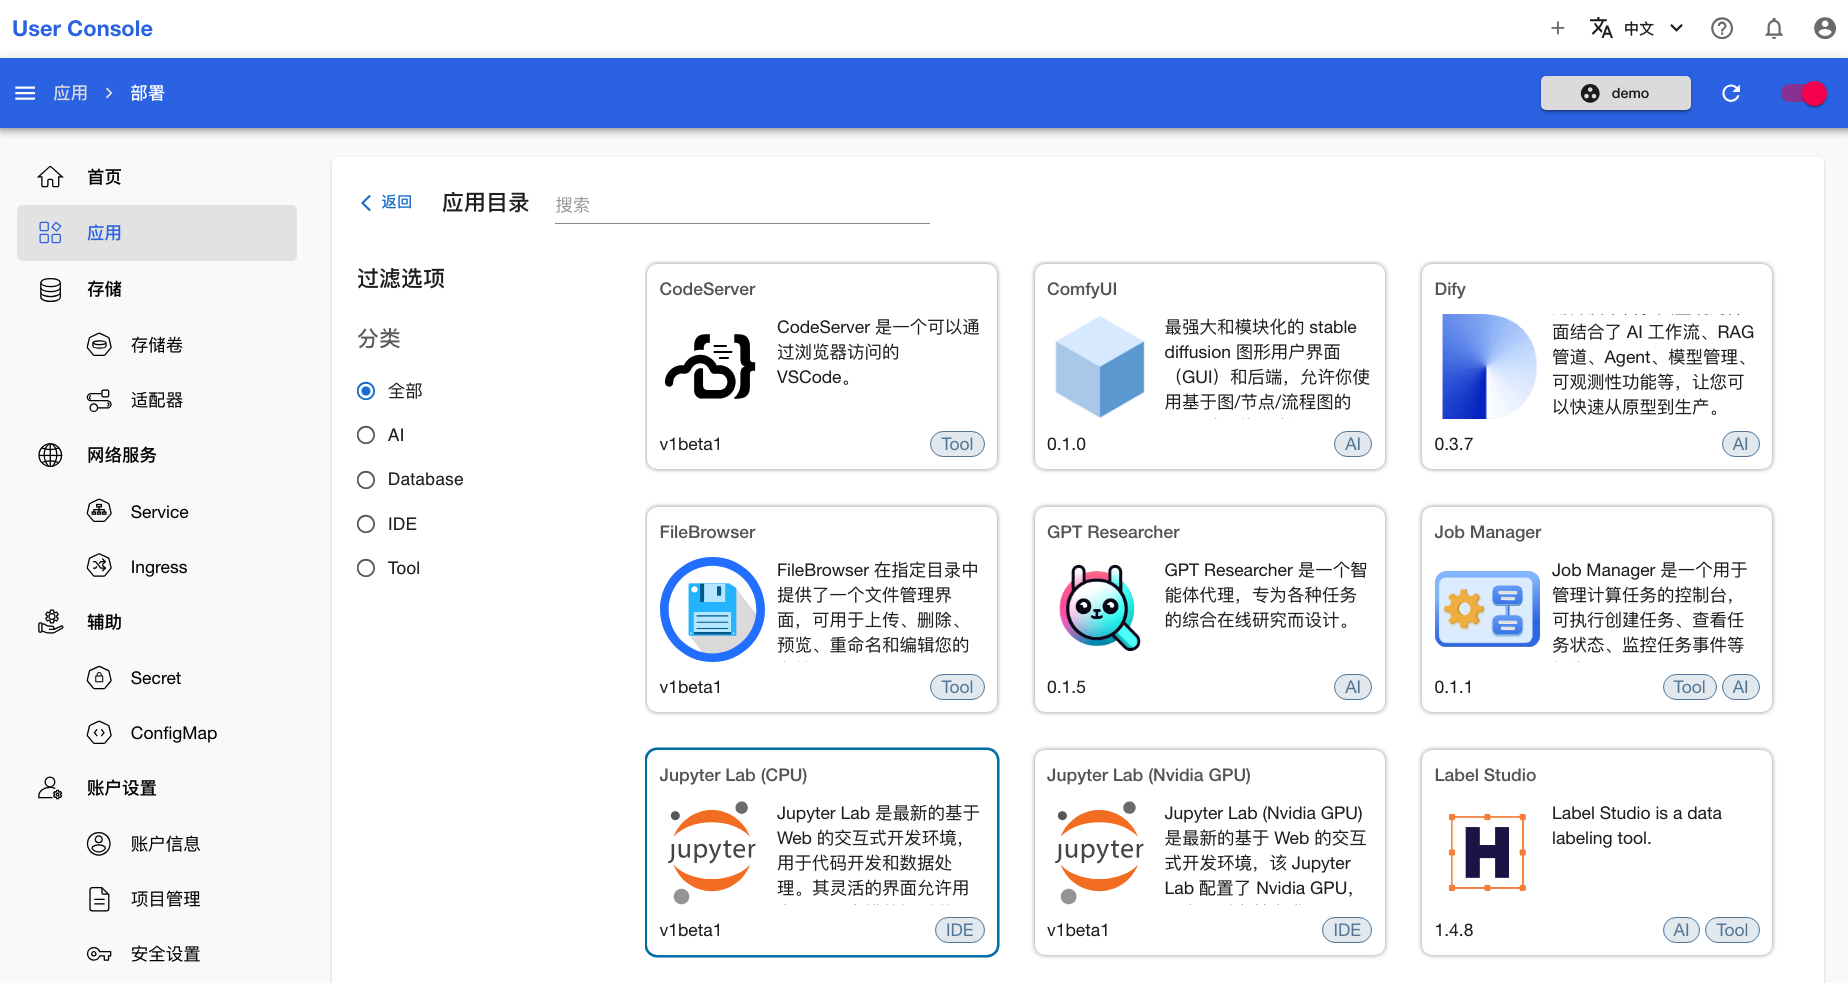 User Console
中文
应用
部署
demo
首页
应用
存储
存储卷
适配器
网络服务
Service
Ingress
辅助
Secret
ConfigMap
账户设置
账户信息
项目管理
安全设置
返回
应用目录
搜索
过滤选项
分类
全部
AI
Database
IDE
Tool
CodeServer
CodeServer 是一个可以通
过浏览器访问的
VSCode。
v1beta1
Tool
ComfyUI
最强大和模块化的 stable
diffusion 图形用户界面
（GUI）和后端，允许你使
用基于图/节点/流程图的
0.1.0
AI
Dify
面结合了 AI 工作流、RAG
管道、Agent、模型管理、
可观测性功能等，让您可
以快速从原型到生产。
0.3.7
AI
FileBrowser
FileBrowser 在指定目录中
提供了一个文件管理界
面，可用于上传、删除、
预览、重命名和编辑您的
v1beta1
Tool
GPT Researcher
GPT Researcher 是一个智
能体代理，专为各种任务
的综合在线研究而设计。
0.1.5
AI
Job Manager
Job Manager 是一个用于
管理计算任务的控制台，
可执行创建任务、查看任
务状态、监控任务事件等
0.1.1
Tool
AI
Jupyter Lab (CPU)
jupyter
Jupyter Lab 是最新的基于
Web 的交互式开发环境，
用于代码开发和数据处
理。其灵活的界面允许用
v1beta1
IDE
Jupyter Lab (Nvidia GPU)
jupyter
Jupyter Lab (Nvidia GPU)
是最新的基于 Web 的交互
式开发环境，该 Jupyter
Lab 配置了 Nvidia GPU，
v1beta1
IDE
Label Studio
Label Studio is a data
labeling tool.
1.4.8
AI
Tool